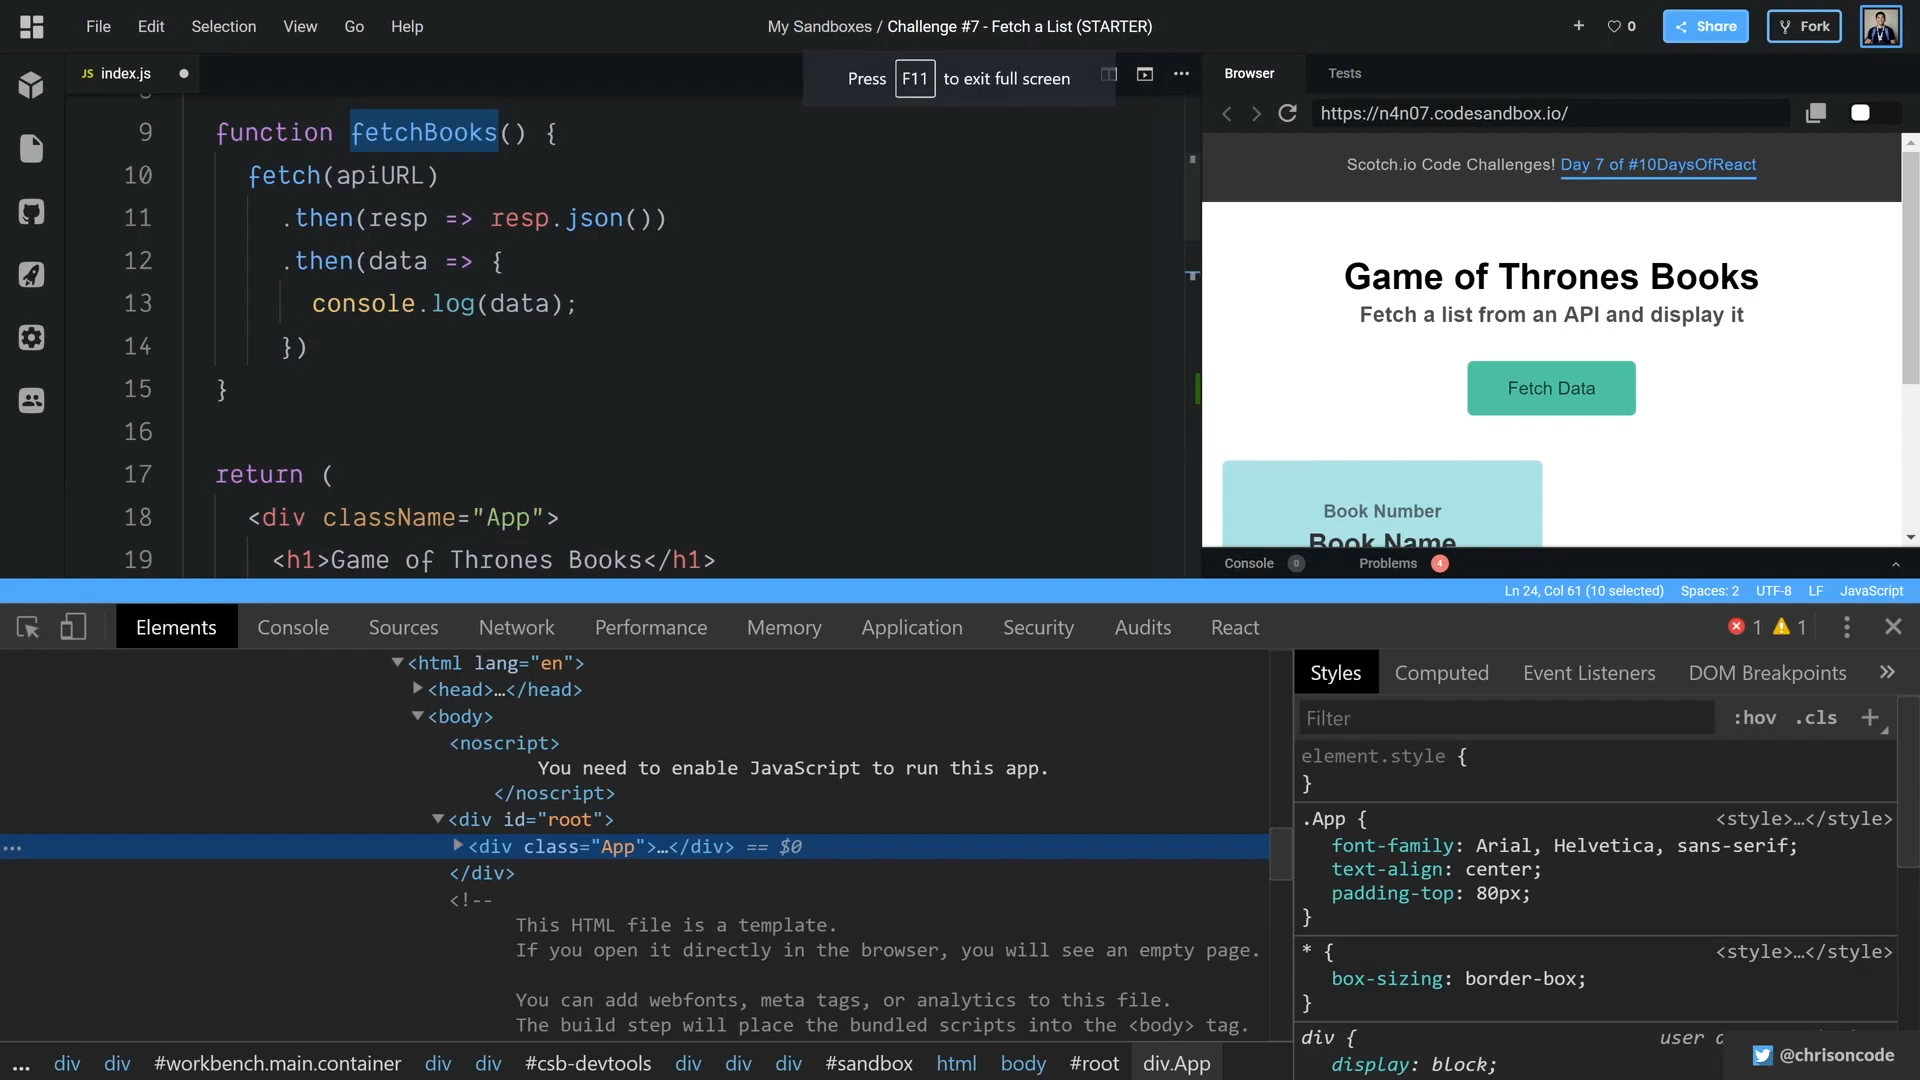 File Edit Selection View Go Help
My Sandboxes / Challenge #7 - Fetch a List (STARTER)
+ 0 Share Fork
JS index.js
Press F11 to exit full screen
9 function fetchBooks() {
10 fetch(apiURL)
11 .then(resp => resp.json())
12 .then(data => {
13 console.log(data);
14 })
15 }
16
17 return (
18 <div className="App">
19 <h1>Game of Thrones Books</h1>
Browser Tests
https://n4n07.codesandbox.io/
Scotch.io Code Challenges! Day 7 of #10DaysOfReact
Game of Thrones Books
Fetch a list from an API and display it
Fetch Data
Book Number
Book Name
Console 0 Problems 4
Ln 24, Col 61 (10 selected) Spaces: 2 UTF-8 LF JavaScript
Elements Console Sources Network Performance Memory Application Security Audits React 1 1
<html lang="en">
<head>…</head>
<body>
<noscript>
You need to enable JavaScript to run this app.
</noscript>
<div id="root">
… <div class="App">…</div> == $0
</div>
<!--
This HTML file is a template.
If you open it directly in the browser, you will see an empty page.
You can add webfonts, meta tags, or analytics to this file.
The build step will place the bundled scripts into the <body> tag.
... div div #workbench.main.container div div #csb-devtools div div div #sandbox html body #root div.App
Styles Computed Event Listeners DOM Breakpoints »
Filter :hov .cls +
element.style {
}
.App { <style>…</style>
font-family: Arial, Helvetica, sans-serif;
text-align: center;
padding-top: 80px;
}
* { <style>…</style>
box-sizing: border-box;
}
div { user
display: block;
@chrisoncode